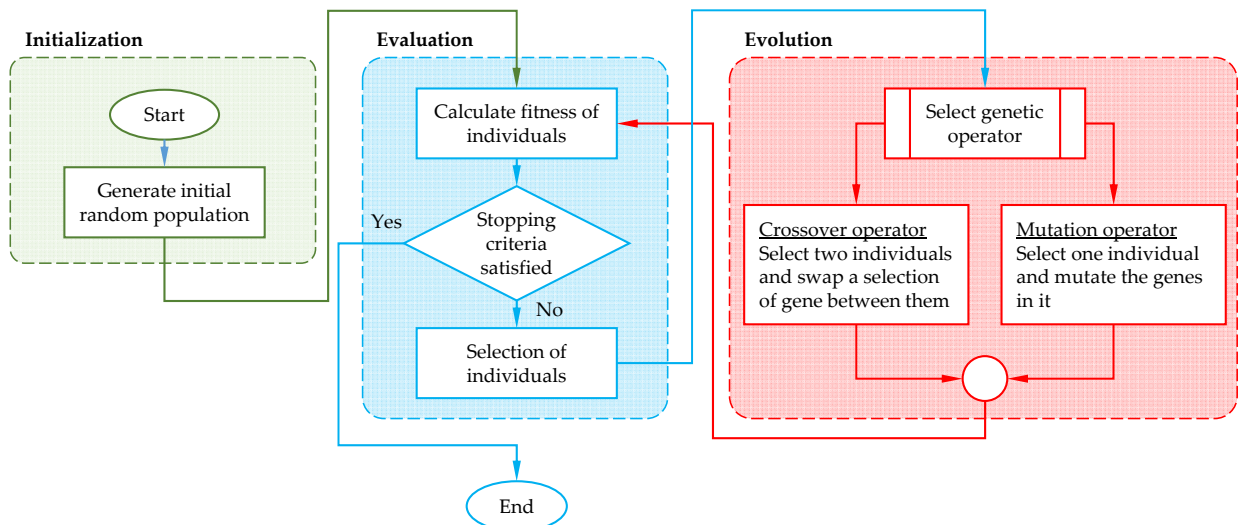 Initialization
Start
Generate initial
random population
Evaluation
Calculate fitness of
individuals
Yes
Stopping
criteria
satisfied
No
Selection of
individuals
End
Evolution
Select genetic
operator
Crossover operator
Select two individuals
and swap a selection
of gene between them
Mutation operator
Select one individual
and mutate the genes
in it